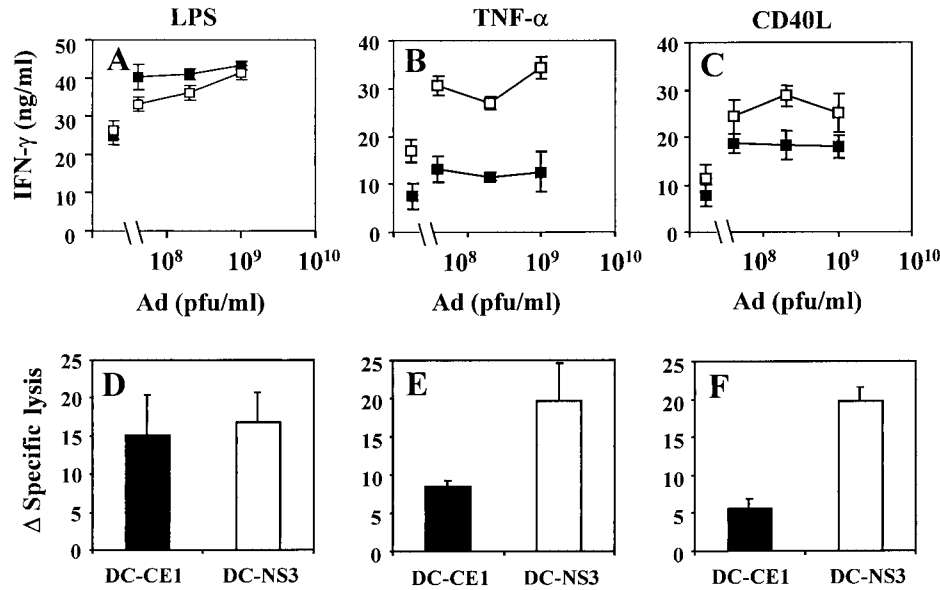 LPS TNF-α CD40L
A B C
IFN-γ (ng/ml)
50 40 40
40 30 30
30 20 20
20 10 10
10
0 0 0
10⁸ 10⁹ 10¹⁰ 10⁸ 10⁹ 10¹⁰ 10⁸ 10⁹ 10¹⁰
Ad (pfu/ml) Ad (pfu/ml) Ad (pfu/ml)
D E F
Δ Specific lysis
25 25 25
20 20 20
15 15 15
10 10 10
5 5 5
0 0 0
DC-CE1 DC-NS3 DC-CE1 DC-NS3 DC-CE1 DC-NS3